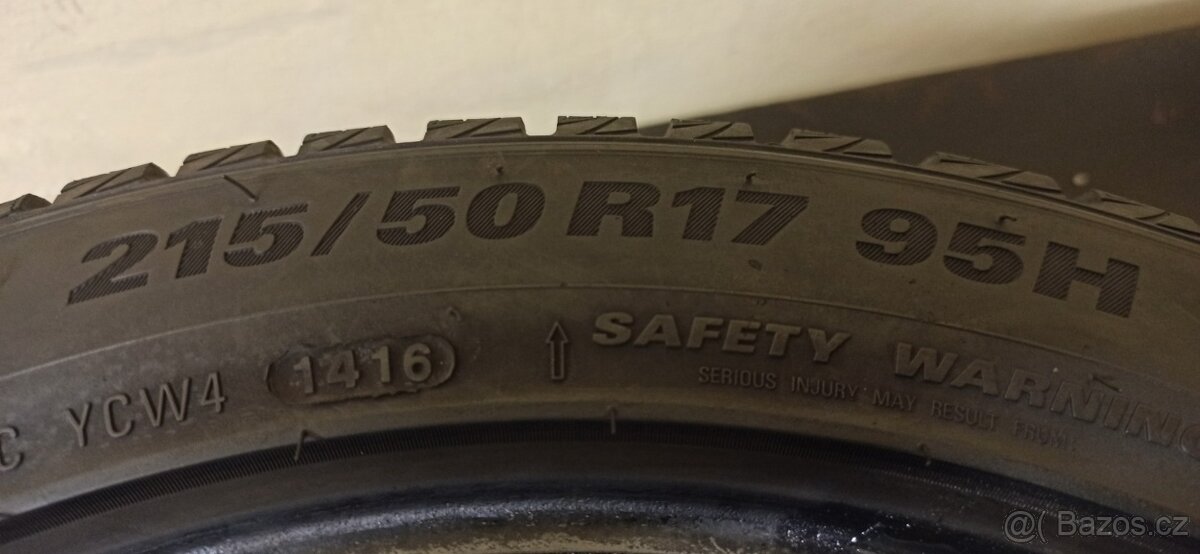 215/50 R17 95H
C YCW4 1416
SAFETY WARNING
SERIOUS INJURY MAY RESULT FROM:
@( Bazos.cz